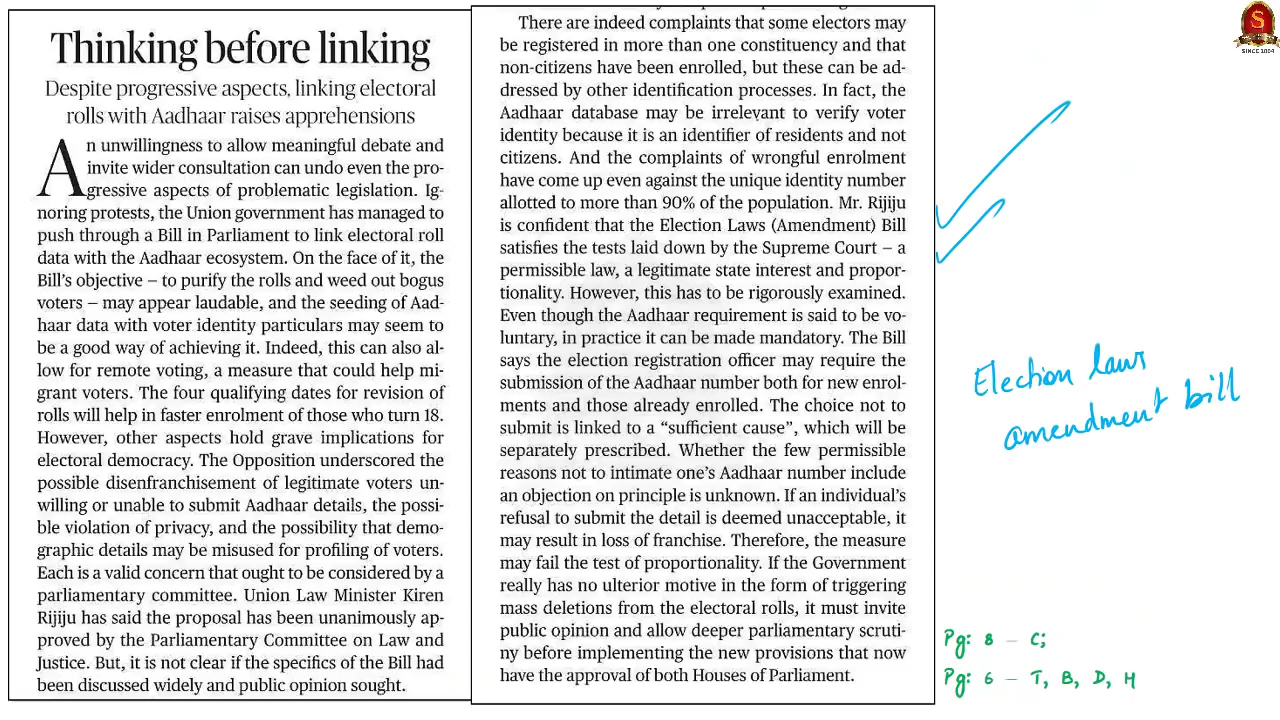 Thinking before linking
Despite progressive aspects, linking electoral
rolls with Aadhaar raises apprehensions
An unwillingness to allow meaningful debate and
invite wider consultation can undo even the pro-
gressive aspects of problematic legislation. Ig-
noring protests, the Union government has managed to
push through a Bill in Parliament to link electoral roll
data with the Aadhaar ecosystem. On the face of it, the
Bill's objective – to purify the rolls and weed out bogus
voters – may appear laudable, and the seeding of Aad-
haar data with voter identity particulars may seem to
be a good way of achieving it. Indeed, this can also al-
low for remote voting, a measure that could help mi-
grant voters. The four qualifying dates for revision of
rolls will help in faster enrolment of those who turn 18.
However, other aspects hold grave implications for
electoral democracy. The Opposition underscored the
possible disenfranchisement of legitimate voters un-
willing or unable to submit Aadhaar details, the possi-
ble violation of privacy, and the possibility that demo-
graphic details may be misused for profiling of voters.
Each is a valid concern that ought to be considered by a
parliamentary committee. Union Law Minister Kiren
Rijiju has said the proposal has been unanimously ap-
proved by the Parliamentary Committee on Law and
Justice. But, it is not clear if the specifics of the Bill had
been discussed widely and public opinion sought.
There are indeed complaints that some electors may
be registered in more than one constituency and that
non-citizens have been enrolled, but these can be ad-
dressed by other identification processes. In fact, the
Aadhaar database may be irrelevant to verify voter
identity because it is an identifier of residents and not
citizens. And the complaints of wrongful enrolment
have come up even against the unique identity number
allotted to more than 90% of the population. Mr. Rijiju
is confident that the Election Laws (Amendment) Bill
satisfies the tests laid down by the Supreme Court – a
permissible law, a legitimate state interest and propor-
tionality. However, this has to be rigorously examined.
Even though the Aadhaar requirement is said to be vo-
luntary, in practice it can be made mandatory. The Bill
says the election registration officer may require the
submission of the Aadhaar number both for new enrol-
ments and those already enrolled. The choice not to
submit is linked to a “sufficient cause”, which will be
separately prescribed. Whether the few permissible
reasons not to intimate one's Aadhaar number include
an objection on principle is unknown. If an individual's
refusal to submit the detail is deemed unacceptable, it
may result in loss of franchise. Therefore, the measure
may fail the test of proportionality. If the Government
really has no ulterior motive in the form of triggering
mass deletions from the electoral rolls, it must invite
public opinion and allow deeper parliamentary scruti-
ny before implementing the new provisions that now
have the approval of both Houses of Parliament.
S
SINCE 1004
Election laws
amendment bill
Pg: 8 – C;
Pg: 6 – T, B, D, H